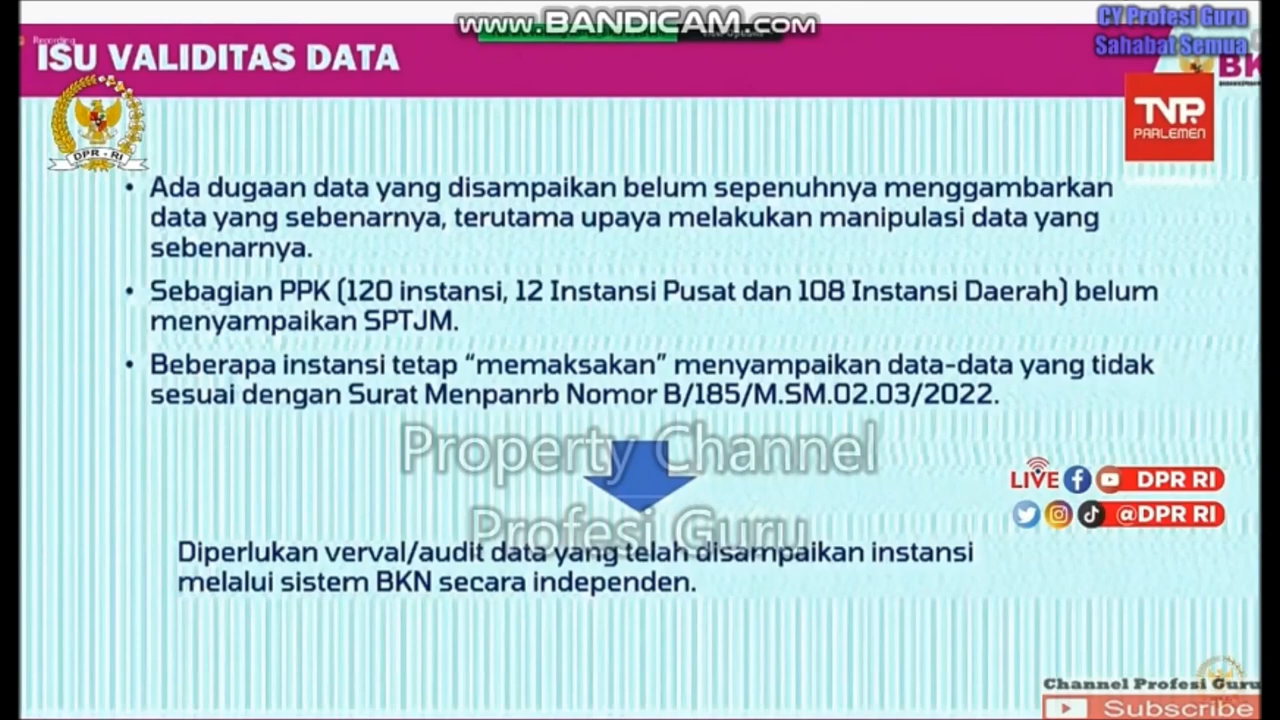 www.BANDICAM.com
CY Profesi Guru
Sahabat Semua
Recording
ISU VALIDITAS DATA
BK
DPR - RI
TVR
PARLEMEN
• Ada dugaan data yang disampaikan belum sepenuhnya menggambarkan
data yang sebenarnya, terutama upaya melakukan manipulasi data yang
sebenarnya.
• Sebagian PPK (120 instansi, 12 Instansi Pusat dan 108 Instansi Daerah) belum
menyampaikan SPTJM.
• Beberapa instansi tetap “memaksakan” menyampaikan data-data yang tidak
sesuai dengan Surat Menpanrb Nomor B/185/M.SM.02.03/2022.
Property Channel
Profesi Guru
LIVE DPR RI
@DPR RI
Diperlukan verval/audit data yang telah disampaikan instansi
melalui sistem BKN secara independen.
Channel Profesi Guru
Subscribe